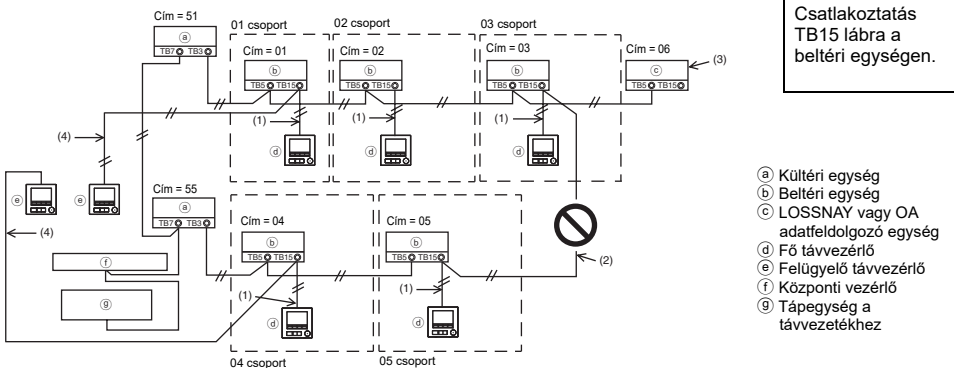 Cím = 51
ⓐ
TB7 TB3
01 csoport
Cím = 01
ⓑ
TB5 TB15
02 csoport
Cím = 02
ⓑ
TB5 TB15
03 csoport
Cím = 03
ⓑ
TB5 TB15
Cím = 06
ⓒ
TB5 TB15
(3)
Csatlakoztatás
TB15 lábra a
beltéri egységen.
(4)
(1)
(1)
(1)
ⓓ
ⓓ
ⓓ
ⓔ
ⓔ
(4)
Cím = 55
ⓐ
TB7 TB3
Cím = 04
ⓑ
TB5 TB15
Cím = 05
ⓑ
TB5 TB15
(2)
ⓕ
ⓖ
(1)
(1)
ⓓ
ⓓ
04 csoport
05 csoport
ⓐ Kültéri egység
ⓑ Beltéri egység
ⓒ LOSSNAY vagy OA
adatfeldolgozó egység
ⓓ Fő távvezérlő
ⓔ Felügyelő távvezérlő
ⓕ Központi vezérlő
ⓖ Tápegység a
távvezetékhez